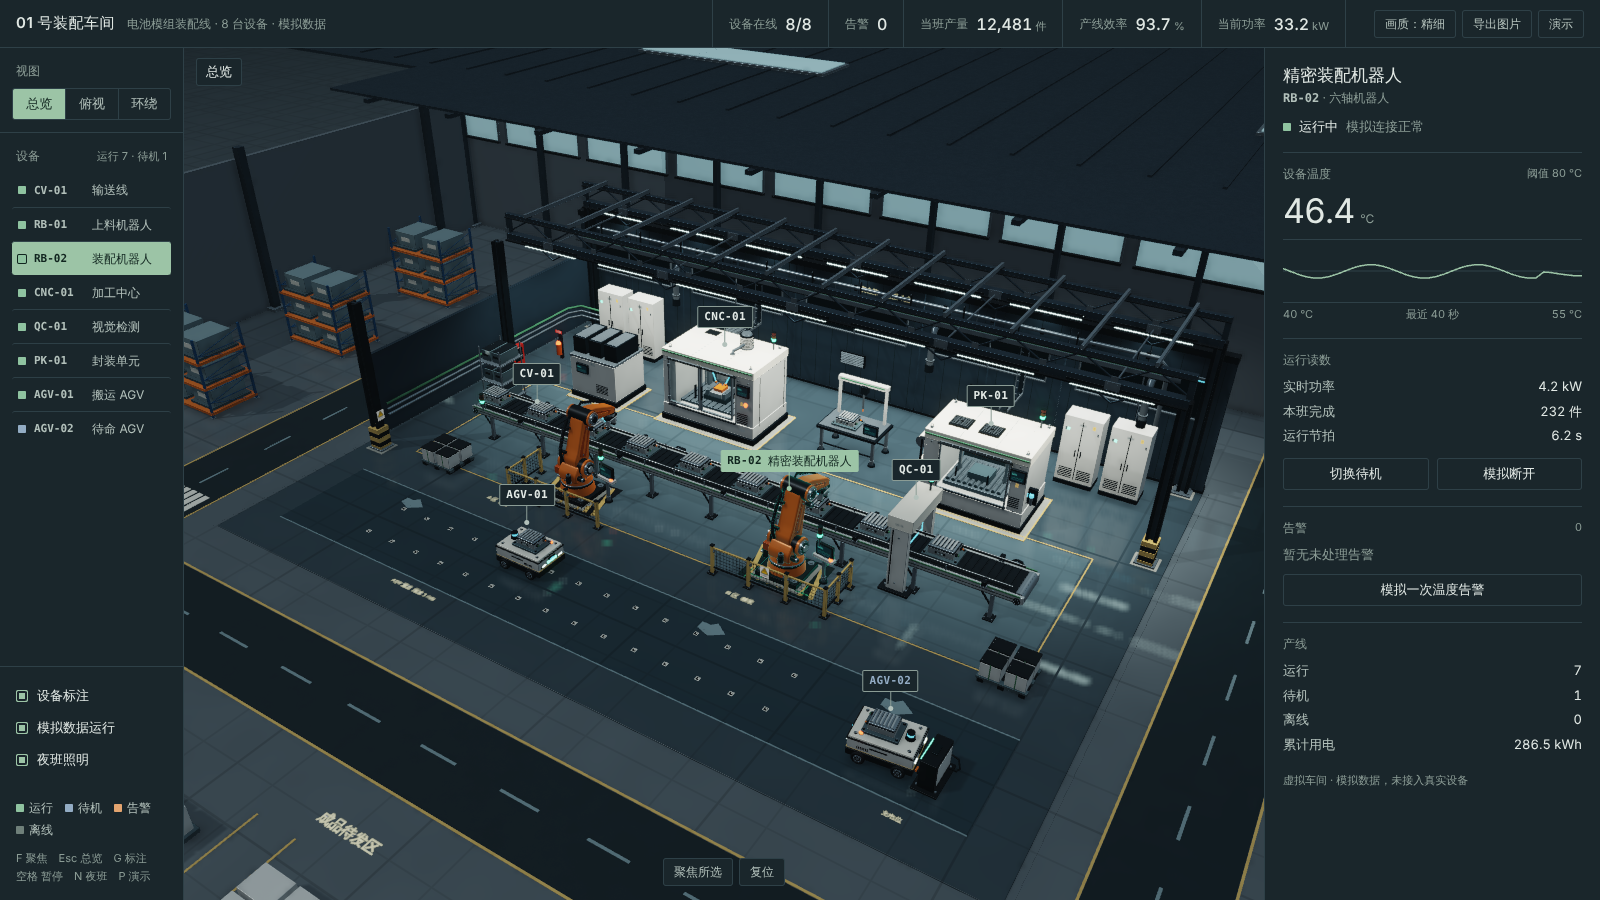 01 号装配车间 电池模组装配线 · 8 台设备 · 模拟数据
设备在线 8/8
告警 0
当班产量 12,481 件
产线效率 93.7 %
当前功率 33.2 kW
画质：精细
导出图片
演示
视图
总览 俯视 环绕
设备 运行 7 · 待机 1
CV-01 输送线
RB-01 上料机器人
RB-02 装配机器人
CNC-01 加工中心
QC-01 视觉检测
PK-01 封装单元
AGV-01 搬运 AGV
AGV-02 待命 AGV
设备标注
模拟数据运行
夜班照明
运行 待机 告警
离线
F 聚焦 Esc 总览 G 标注
空格 暂停 N 夜班 P 演示
总览
CNC-01
CV-01
PK-01
RB-02 精密装配机器人
QC-01
AGV-01
AGV-02
成品待发区
聚焦所选
复位
精密装配机器人
RB-02 · 六轴机器人
运行中 模拟连接正常
设备温度 阈值 80 °C
46.4 °C
40 °C 最近 40 秒 55 °C
运行读数
实时功率 4.2 kW
本班完成 232 件
运行节拍 6.2 s
切换待机 模拟断开
告警 0
暂无未处理告警
模拟一次温度告警
产线
运行 7
待机 1
离线 0
累计用电 286.5 kWh
虚拟车间 · 模拟数据，未接入真实设备